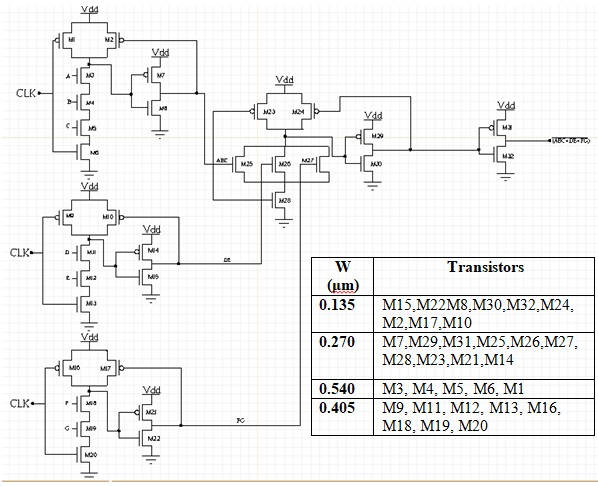 Vdd
M1
M2
Vdd
A
M3
M7
CLK
B
M4
M8
C
M5
M6
Vdd
M23
M24
Vdd
M29
M30
Vdd
M31
M32
(ABC+DE+FG)
ABC
M25
M26
M27
M28
Vdd
M9
M10
Vdd
D
M11
M14
CLK
E
M12
M15
DE
M13
Vdd
M16
M17
Vdd
F
M18
M21
CLK
G
M19
M22
FG
M20
W
(μm)
Transistors
0.135
M15,M22M8,M30,M32,M24,
M2,M17,M10
0.270
M7,M29,M31,M25,M26,M27,
M28,M23,M21,M14
0.540
M3, M4, M5, M6, M1
0.405
M9, M11, M12, M13, M16,
M18, M19, M20